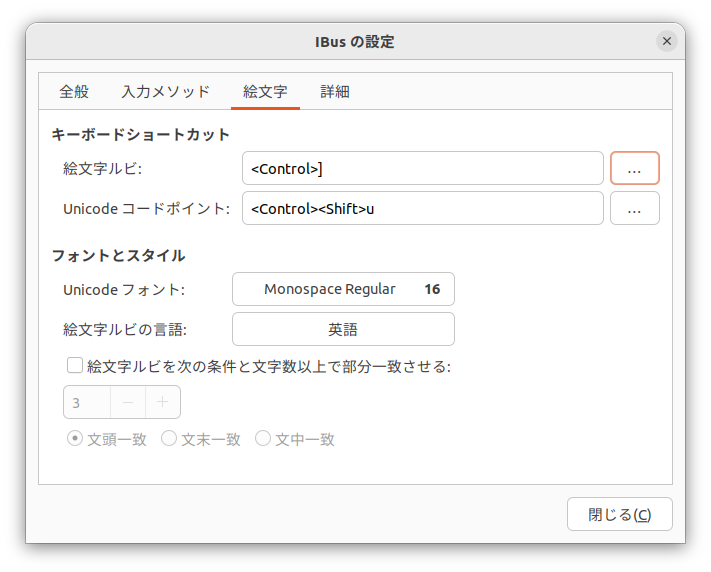 IBus の設定
全般 入力メソッド 絵文字 詳細
キーボードショートカット
絵文字ルビ: <Control>] ...
Unicode コードポイント: <Control><Shift>u ...
フォントとスタイル
Unicode フォント: Monospace Regular 16
絵文字ルビの言語: 英語
絵文字ルビを次の条件と文字数以上で部分一致させる:
3 − +
文頭一致 文末一致 文中一致
閉じる(C)